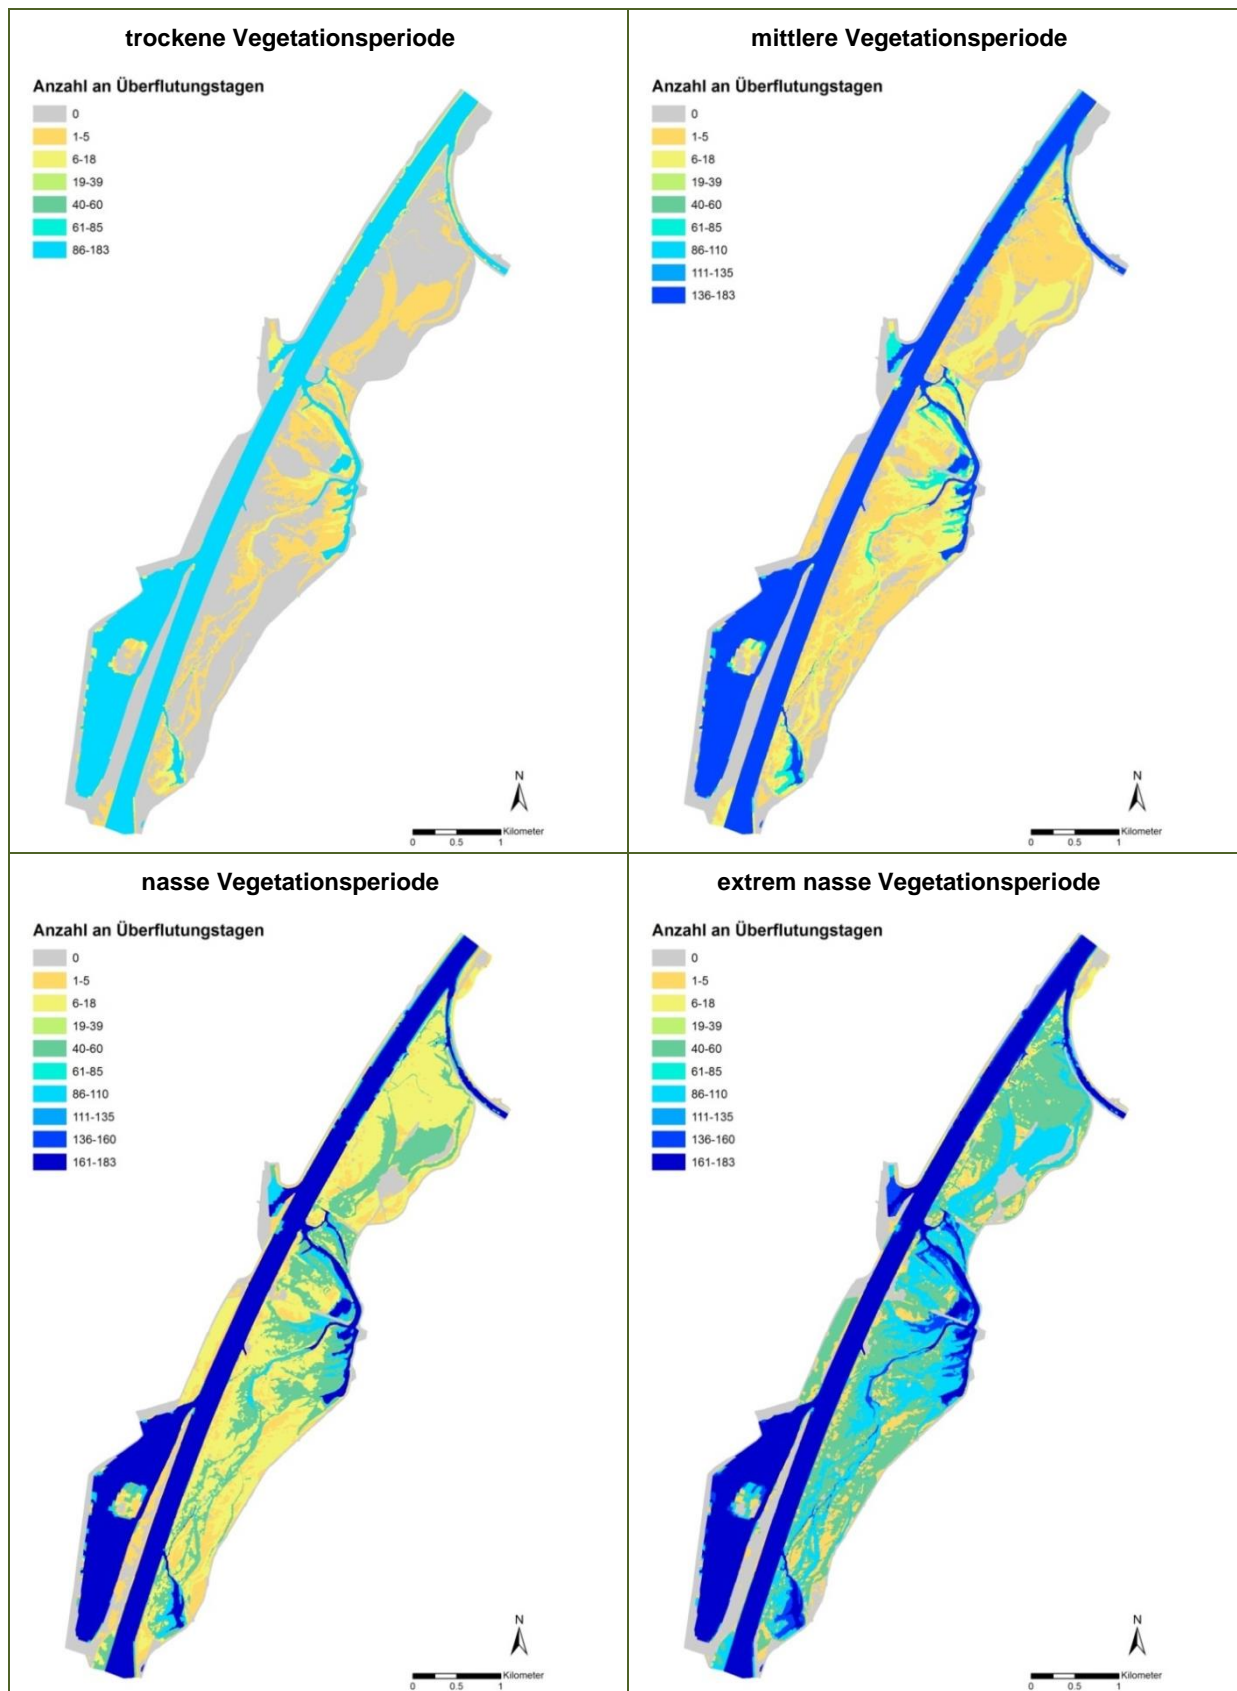 trockene Vegetationsperiode
Anzahl an Überflutungstagen
0
1-5
6-18
19-39
40-60
61-85
86-183
N
Kilometer
0 0.5 1
mittlere Vegetationsperiode
Anzahl an Überflutungstagen
0
1-5
6-18
19-39
40-60
61-85
86-110
111-135
136-183
N
Kilometer
0 0.5 1
nasse Vegetationsperiode
Anzahl an Überflutungstagen
0
1-5
6-18
19-39
40-60
61-85
86-110
111-135
136-160
161-183
N
Kilometer
0 0.5 1
extrem nasse Vegetationsperiode
Anzahl an Überflutungstagen
0
1-5
6-18
19-39
40-60
61-85
86-110
111-135
136-160
161-183
N
Kilometer
0 0.5 1